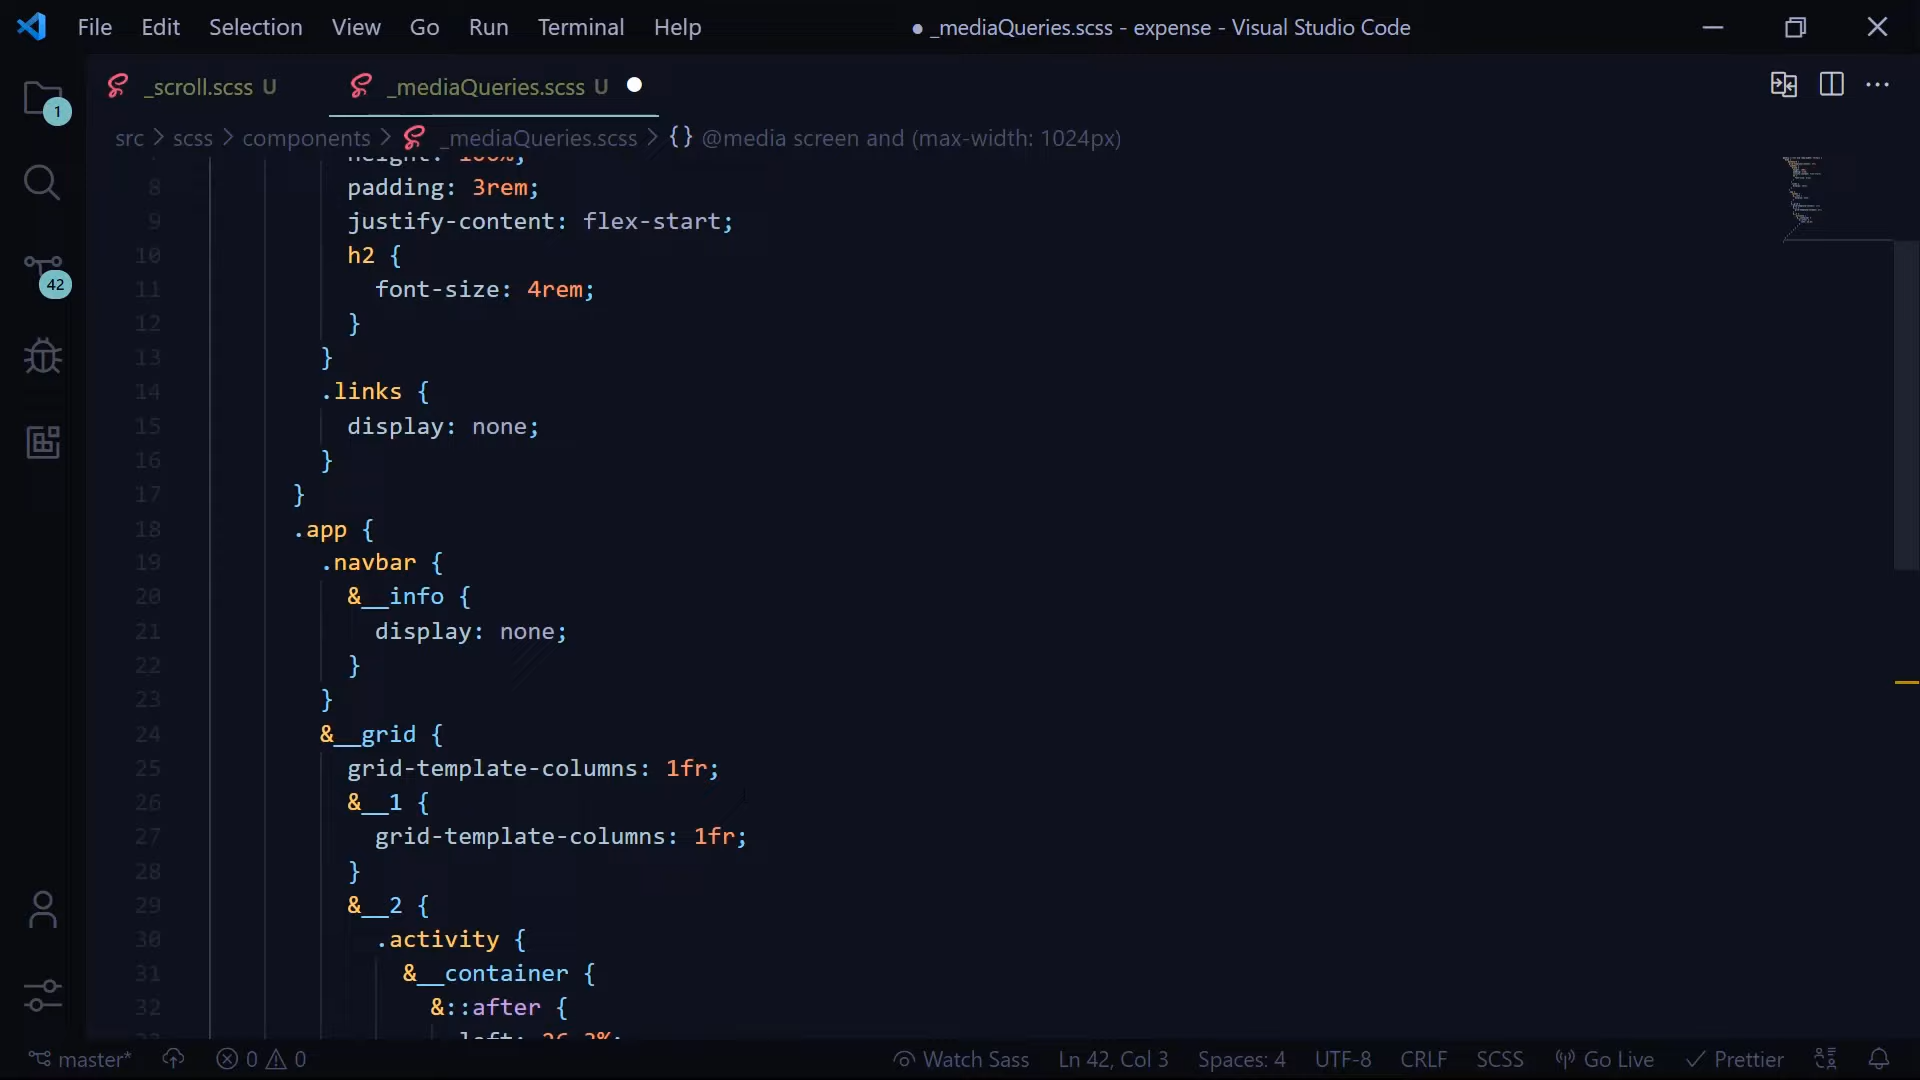 File Edit Selection View Go Run Terminal Help ● _mediaQueries.scss - expense - Visual Studio Code
_scroll.scss U _mediaQueries.scss U
src > scss > components > _mediaQueries.scss > {} @media screen and (max-width: 1024px)
1
42
height: 100%;
8 padding: 3rem;
9 justify-content: flex-start;
10 h2 {
11 font-size: 4rem;
12 }
13 }
14 .links {
15 display: none;
16 }
17 }
18 .app {
19 .navbar {
20 &__info {
21 display: none;
22 }
23 }
24 &__grid {
25 grid-template-columns: 1fr;
26 &__1 {
27 grid-template-columns: 1fr;
28 }
29 &__2 {
30 .activity {
31 &__container {
32 &::after {
master* 0 0 Watch Sass Ln 42, Col 3 Spaces: 4 UTF-8 CRLF SCSS Go Live Prettier